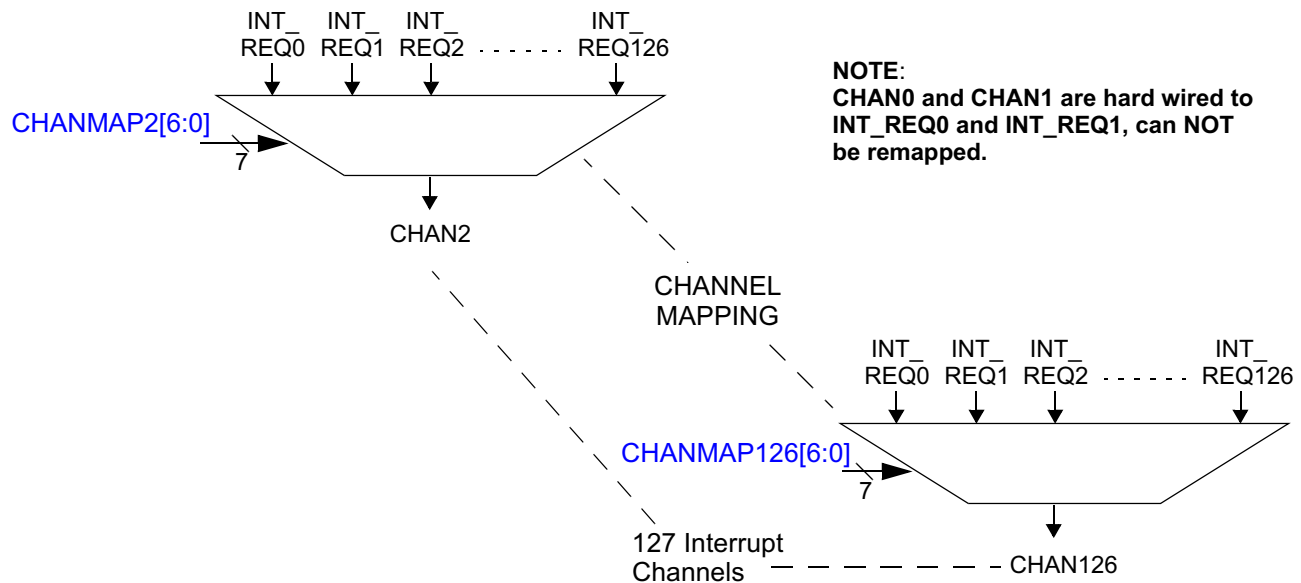 INT_ INT_ INT_ INT_
REQ0 REQ1 REQ2 REQ126
NOTE:
CHAN0 and CHAN1 are hard wired to
INT_REQ0 and INT_REQ1, can NOT
be remapped.
CHANMAP2[6:0]
7
CHAN2
CHANNEL
MAPPING
INT_ INT_ INT_ INT_
REQ0 REQ1 REQ2 REQ126
CHANMAP126[6:0]
7
127 Interrupt
Channels
CHAN126